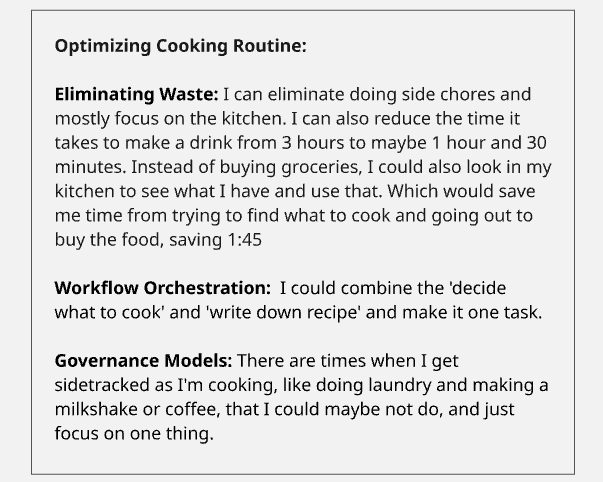 Optimizing Cooking Routine:
Eliminating Waste: I can eliminate doing side chores and
mostly focus on the kitchen. I can also reduce the time it
takes to make a drink from 3 hours to maybe 1 hour and 30
minutes. Instead of buying groceries, I could also look in my
kitchen to see what I have and use that. Which would save
me time from trying to find what to cook and going out to
buy the food, saving 1:45
Workflow Orchestration:  I could combine the 'decide
what to cook' and 'write down recipe' and make it one task.
Governance Models: There are times when I get
sidetracked as I'm cooking, like doing laundry and making a
milkshake or coffee, that I could maybe not do, and just
focus on one thing.